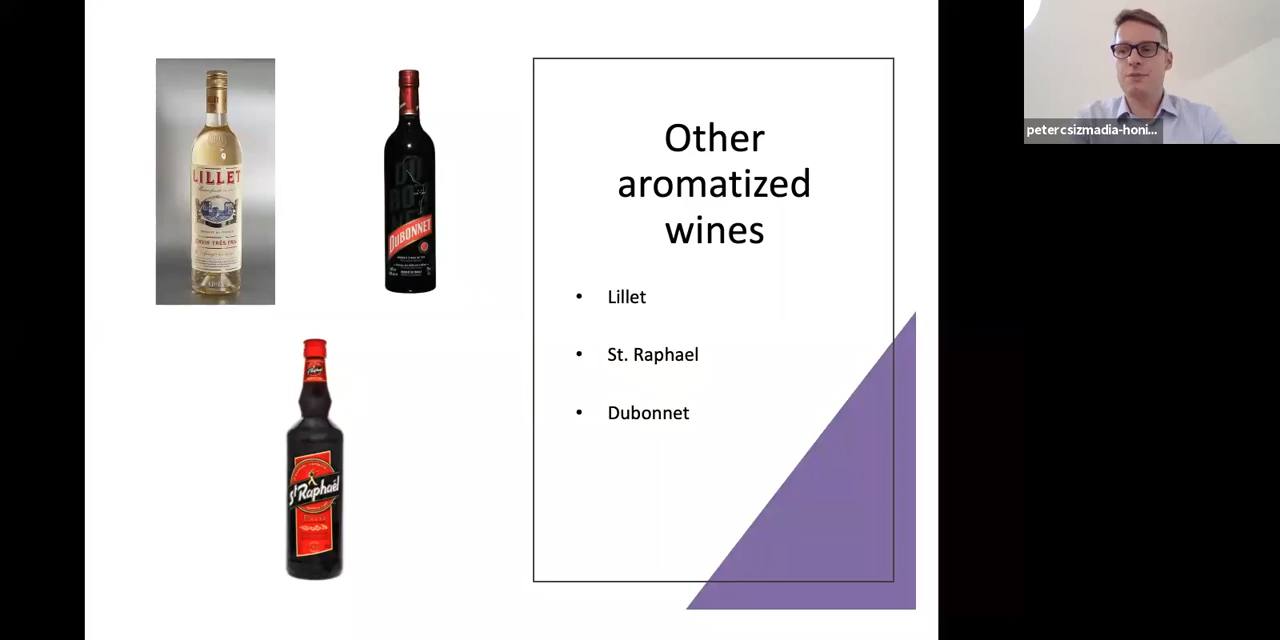 LILLET
DUBONNET
St Raphaël
Other
aromatized
wines
• Lillet
• St. Raphael
• Dubonnet
petercsizmadia-honi...